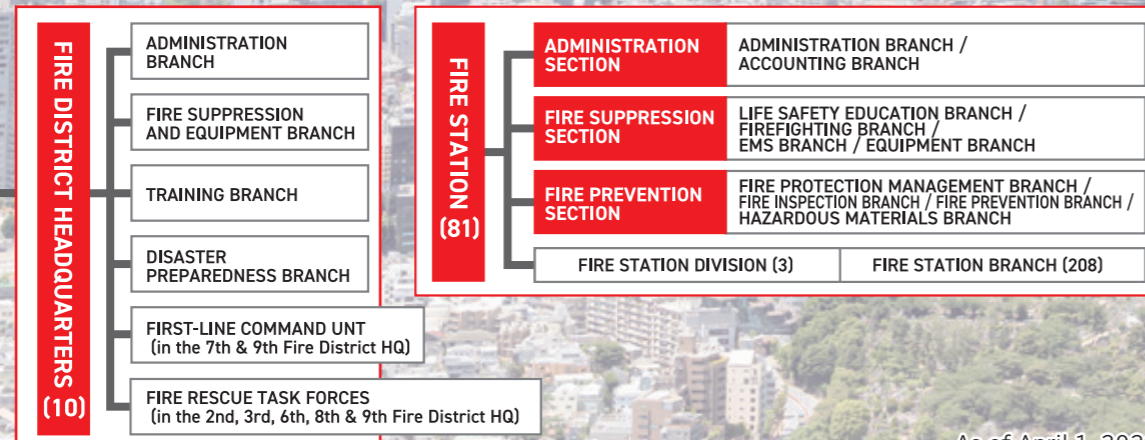 FIRE DISTRICT HEADQUARTERS (10)
ADMINISTRATION
BRANCH
FIRE SUPPRESSION
AND EQUIPMENT BRANCH
TRAINING BRANCH
DISASTER
PREPAREDNESS BRANCH
FIRST-LINE COMMAND UNT
(in the 7th & 9th Fire District HQ)
FIRE RESCUE TASK FORCES
(in the 2nd, 3rd, 6th, 8th & 9th Fire District HQ)
FIRE STATION (81)
ADMINISTRATION
SECTION
ADMINISTRATION BRANCH /
ACCOUNTING BRANCH
FIRE SUPPRESSION
SECTION
LIFE SAFETY EDUCATION BRANCH /
FIREFIGHTING BRANCH /
EMS BRANCH / EQUIPMENT BRANCH
FIRE PREVENTION
SECTION
FIRE PROTECTION MANAGEMENT BRANCH /
FIRE INSPECTION BRANCH / FIRE PREVENTION BRANCH /
HAZARDOUS MATERIALS BRANCH
FIRE STATION DIVISION (3)
FIRE STATION BRANCH (208)
As of April 1,